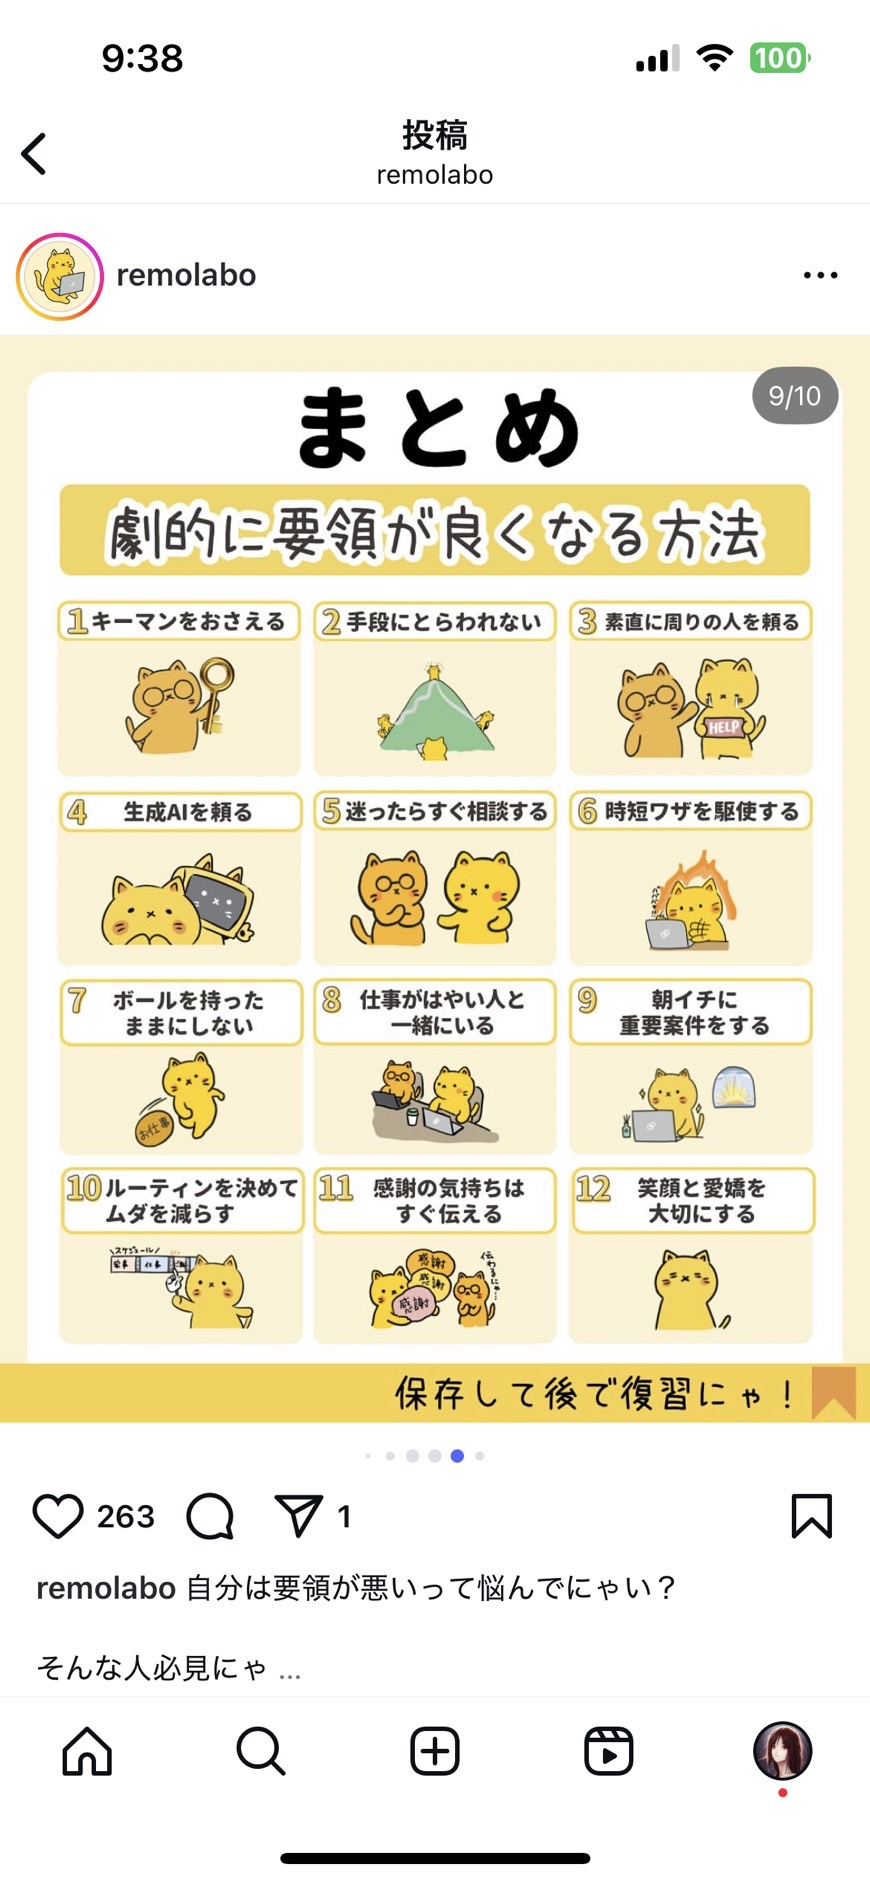 9:38
100
投稿
remolabo
remolabo
9/10
まとめ
劇的に要領が良くなる方法
1 キーマンをおさえる
2 手段にとらわれない
3 素直に周りの人を頼る
HELP
4 生成AIを頼る
5 迷ったらすぐ相談する
6 時短ワザを駆使する
7 ボールを持った
ままにしない
お仕事
8 仕事がはやい人と
一緒にいる
9 朝イチに
重要案件をする
10 ルーティンを決めて
ムダを減らす
\スケジュール/
仕事
11 感謝の気持ちは
すぐ伝える
感謝
感謝
感謝
伝わるにゃ…
12 笑顔と愛嬌を
大切にする
保存して後で復習にゃ！
263
1
remolabo 自分は要領が悪いって悩んでにゃい？
そんな人必見にゃ ...